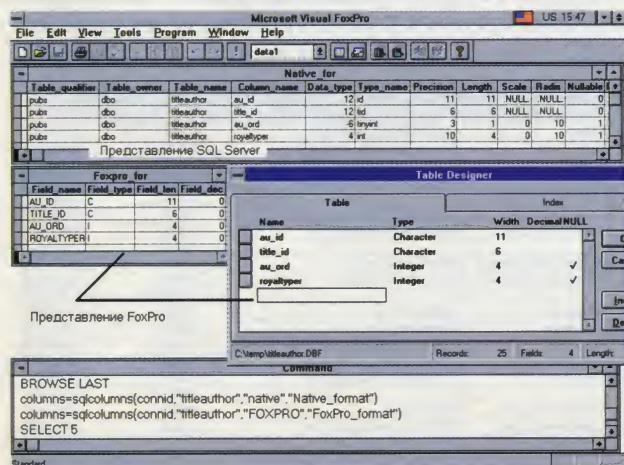 Microsoft Visual FoxPro
US 15:47
File Edit View Tools Program Window Help
data1
Native_for
Table_qualifier Table_owner Table_name Column_name Data_type Type_name Precision Length Scale Radix Nullable
pubs dbo titleauthor au_id 12 id 11 11 NULL NULL 0
pubs dbo titleauthor title_id 12 tid 6 6 NULL NULL 0
pubs dbo titleauthor au_ord -6 tinyint 3 1 0 10 1
pubs dbo titleauthor royaltyper 4 int 10 4 0 10 1
Представление SQL Server
Foxpro_for
Field_name Field_type Field_len Field_dec
AU_ID C 11 0
TITLE_ID C 6 0
AU_ORD I 4 0
ROYALTYPER I 4 0
Представление FoxPro
Table Designer
Table Index
Name Type Width Decimal NULL
au_id Character 11
title_id Character 6
au_ord Integer 4 ✓
royaltyper Integer 4 ✓
C:\temp\titleauthor.DBF Records: 25 Fields: 4 Length:
Command
BROWSE LAST
columns=sqlcolumns(connid,"titleauthor","native","Native_format")
columns=sqlcolumns(connid,"titleauthor","FOXPRO","FoxPro_format")
SELECT 5
Standard